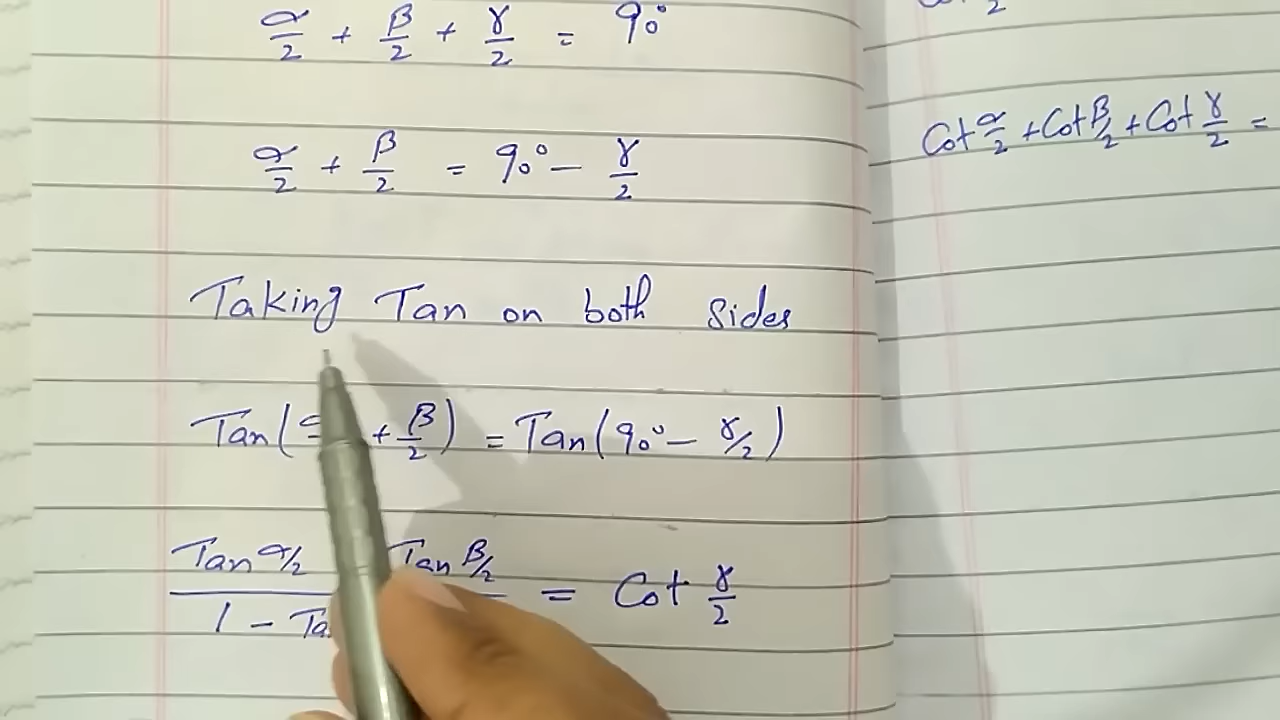 α/2 + β/2 + γ/2 = 90°
α/2 + β/2 = 90° - γ/2
Taking Tan on both sides
Tan( + β/2) = Tan(90° - γ/2)
Tan α/2 Tan β/2 = Cot γ/2
1 - Ta
Cot α/2 + Cot β/2 + Cot γ/2 =